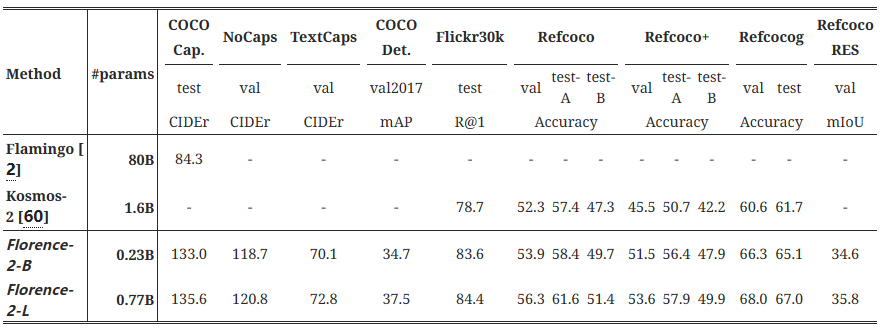 Method #params COCO Cap. NoCaps TextCaps COCO Det. Flickr30k Refcoco Refcoco+ Refcocog Refcoco RES
test val val val2017 test val test-A test-B val test-A test-B val test val
CIDEr CIDEr CIDEr mAP R@1 Accuracy Accuracy Accuracy mIoU
Flamingo [2] 80B 84.3 - - - - - - - - - - - - -
Kosmos-2 [60] 1.6B - - - - 78.7 52.3 57.4 47.3 45.5 50.7 42.2 60.6 61.7 -
Florence-2-B 0.23B 133.0 118.7 70.1 34.7 83.6 53.9 58.4 49.7 51.5 56.4 47.9 66.3 65.1 34.6
Florence-2-L 0.77B 135.6 120.8 72.8 37.5 84.4 56.3 61.6 51.4 53.6 57.9 49.9 68.0 67.0 35.8